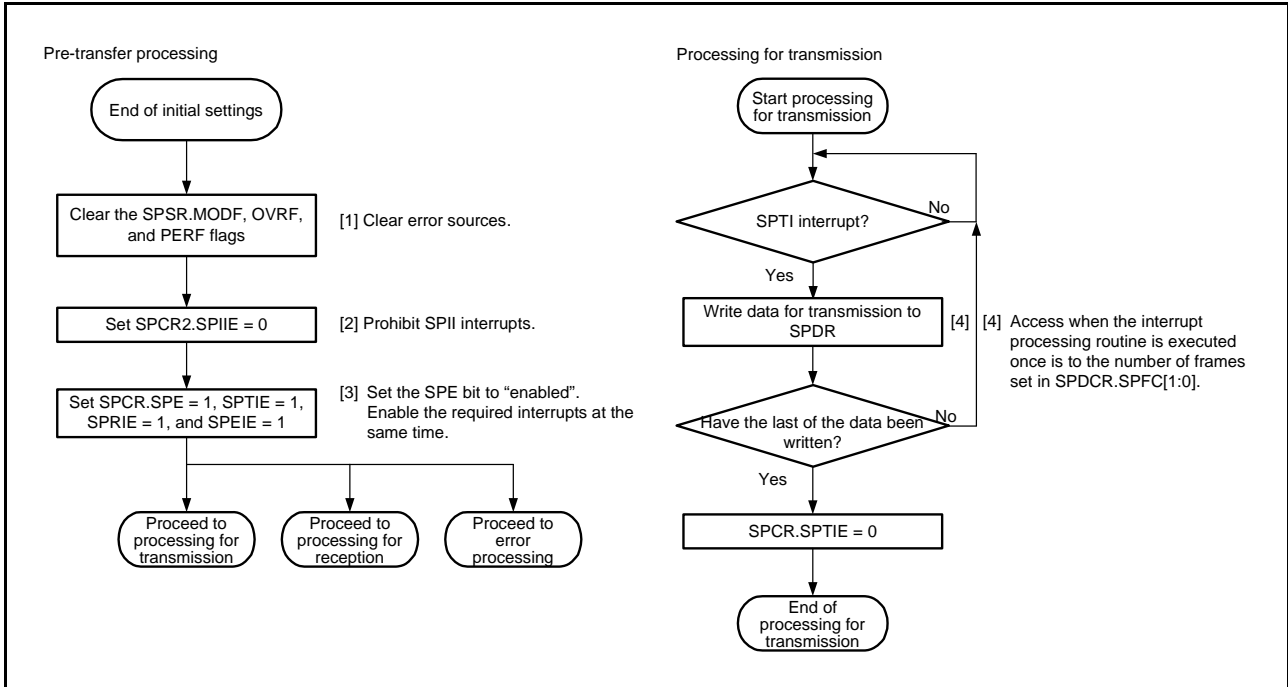 Pre-transfer processing
End of initial settings
Clear the SPSR.MODF, OVRF,
and PERF flags
[1] Clear error sources.
Set SPCR2.SPIIE = 0
[2] Prohibit SPII interrupts.
Set SPCR.SPE = 1, SPTIE = 1,
SPRIE = 1, and SPEIE = 1
[3] Set the SPE bit to “enabled”.
Enable the required interrupts at the
same time.
Proceed to
processing for
transmission
Proceed to
processing for
reception
Proceed to
error
processing
Processing for transmission
Start processing
for transmission
SPTI interrupt?
No
Yes
Write data for transmission to
SPDR
[4]
[4] Access when the interrupt
processing routine is executed
once is to the number of frames
set in SPDCR.SPFC[1:0].
Have the last of the data been
written?
No
Yes
SPCR.SPTIE = 0
End of
processing for
transmission